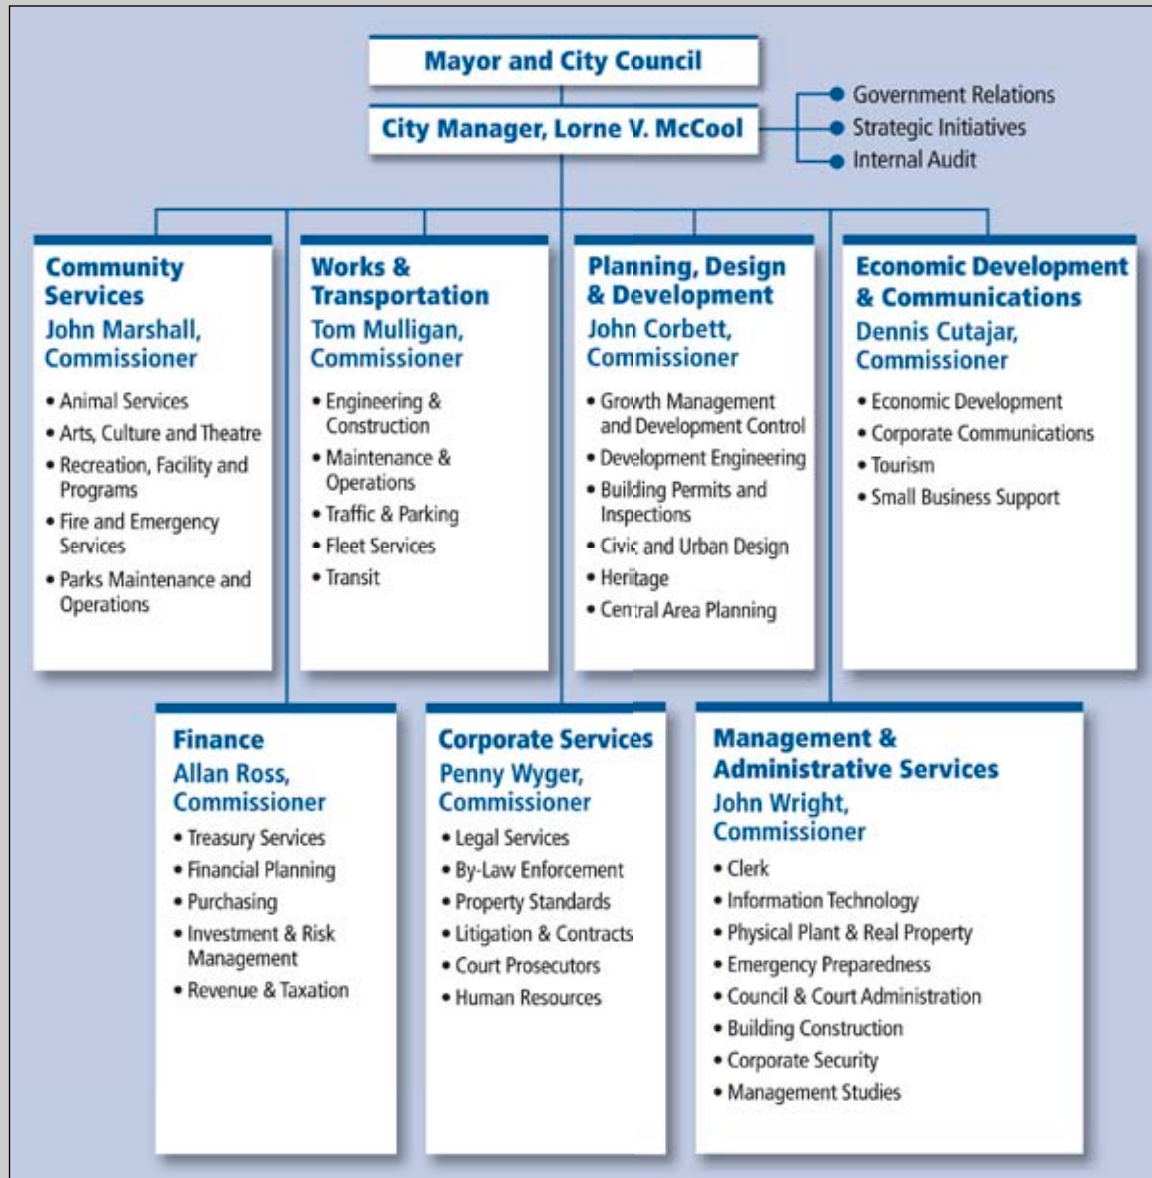 Mayor and City Council
City Manager, Lorne V. McCool
Government Relations
Strategic Initiatives
Internal Audit
Community
Services
John Marshall,
Commissioner
• Animal Services
• Arts, Culture and Theatre
• Recreation, Facility and
Programs
• Fire and Emergency
Services
• Parks Maintenance and
Operations
Works &
Transportation
Tom Mulligan,
Commissioner
• Engineering &
Construction
• Maintenance &
Operations
• Traffic & Parking
• Fleet Services
• Transit
Planning, Design
& Development
John Corbett,
Commissioner
• Growth Management
and Development Control
• Development Engineering
• Building Permits and
Inspections
• Civic and Urban Design
• Heritage
• Central Area Planning
Economic Development
& Communications
Dennis Cutajar,
Commissioner
• Economic Development
• Corporate Communications
• Tourism
• Small Business Support
Finance
Allan Ross,
Commissioner
• Treasury Services
• Financial Planning
• Purchasing
• Investment & Risk
Management
• Revenue & Taxation
Corporate Services
Penny Wyger,
Commissioner
• Legal Services
• By-Law Enforcement
• Property Standards
• Litigation & Contracts
• Court Prosecutors
• Human Resources
Management &
Administrative Services
John Wright,
Commissioner
• Clerk
• Information Technology
• Physical Plant & Real Property
• Emergency Preparedness
• Council & Court Administration
• Building Construction
• Corporate Security
• Management Studies